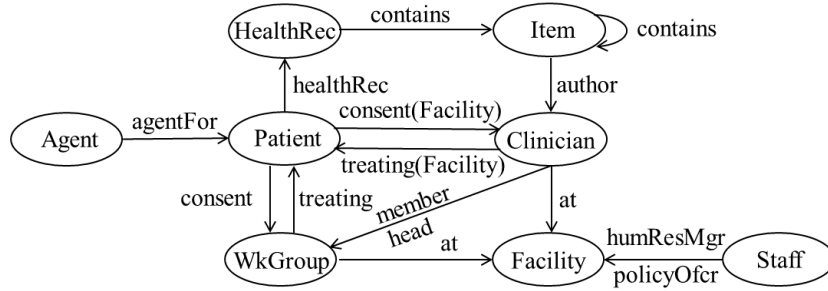 HealthRec
contains
Item
contains
healthRec
author
Agent
agentFor
Patient
consent(Facility)
treating(Facility)
Clinician
consent
treating
member
head
at
WkGroup
at
Facility
humResMgr
policyOfcr
Staff